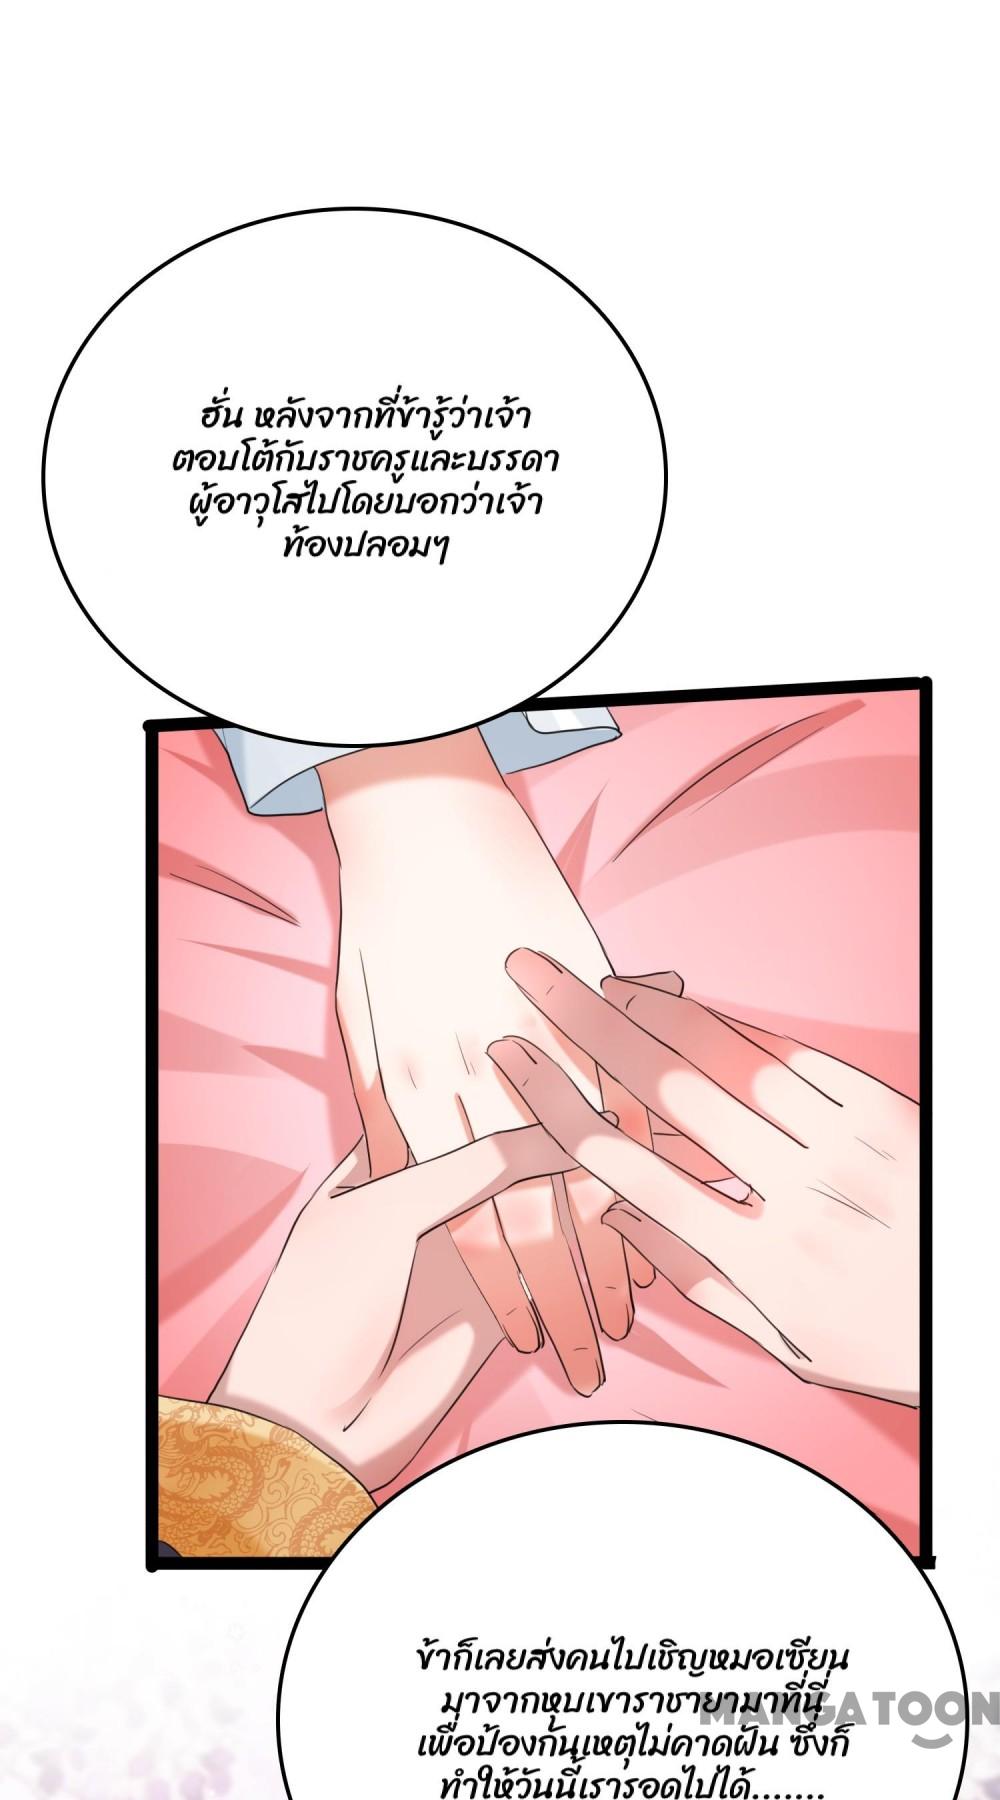 ฮั่น หลังจากที่ข้ารู้ว่าเจ้า
ตอบโต้กับราชครูและบรรดา
ผู้อาวุโสไปโดยบอกว่าเจ้า
ท้องปลอมๆ
ข้าก็เลยส่งคนไปเชิญหมอเซียน
มาจากหุบเขาราชายามาที่นี่
เพื่อป้องกันเหตุไม่คาดฝัน ซึ่งก็
ทำให้วันนี้เรารอดไปได้.......
MANGATOON